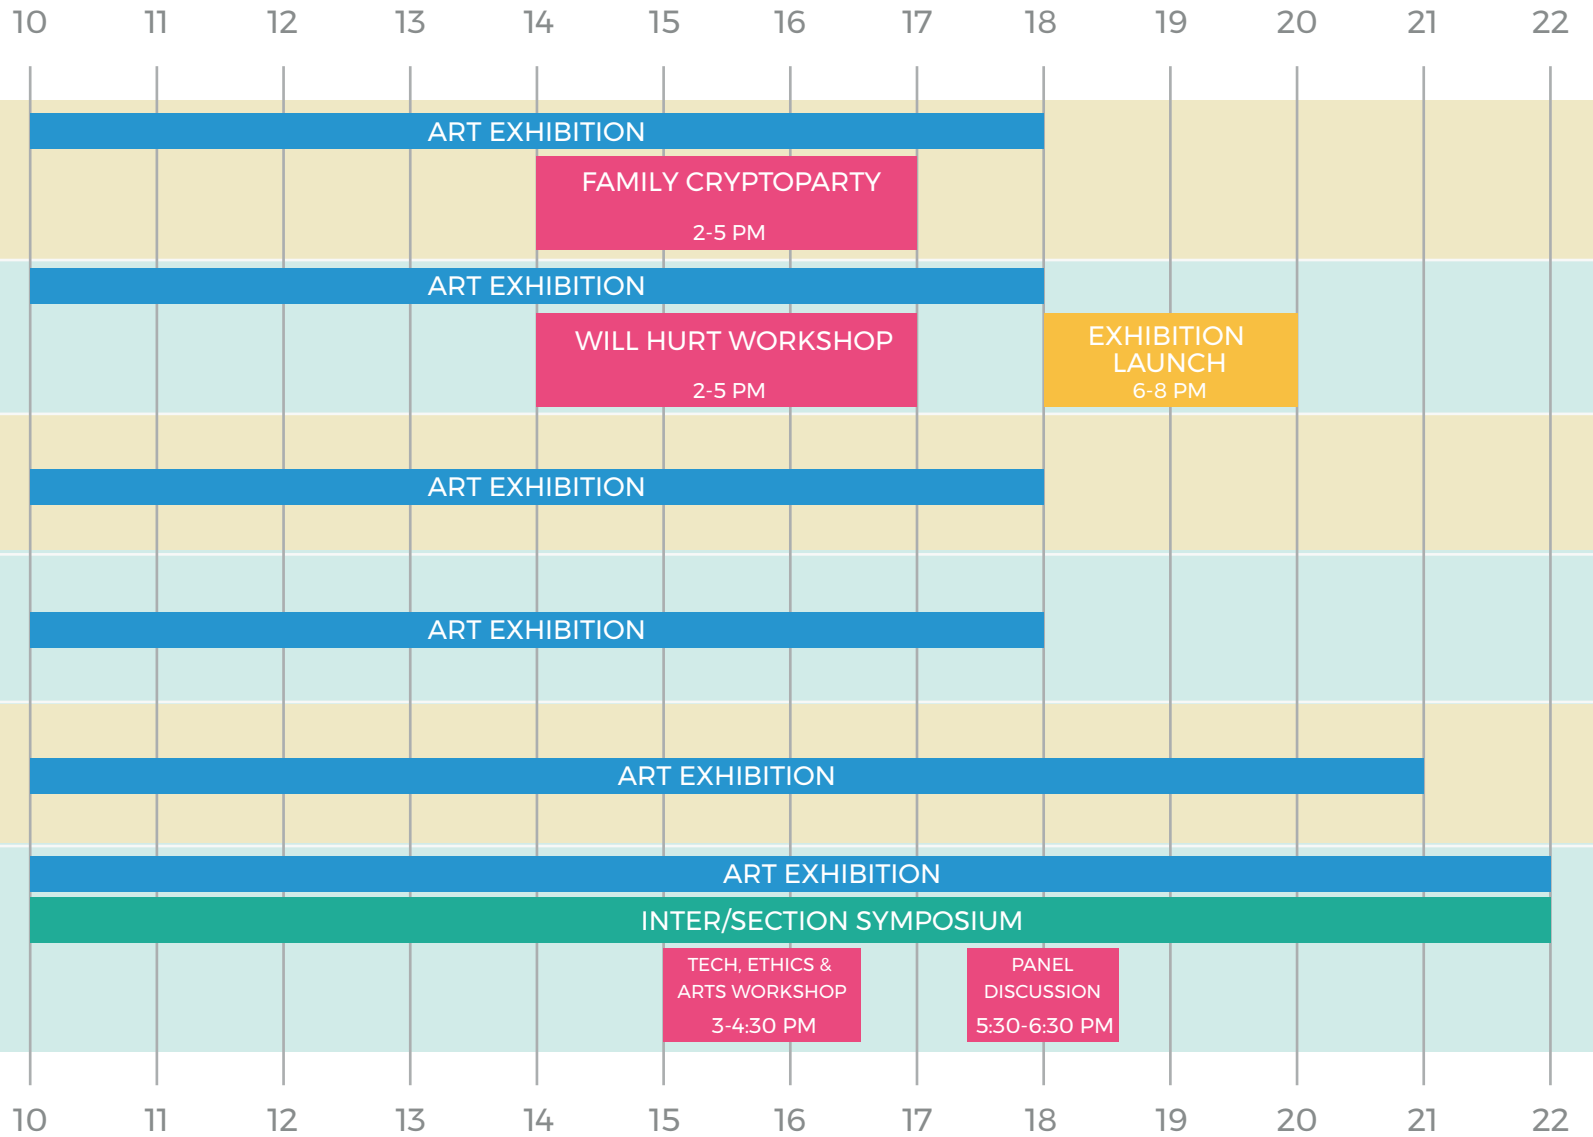 10 11 12 13 14 15 16 17 18 19 20 21 22
ART EXHIBITION
FAMILY CRYPTOPARTY
2-5 PM
ART EXHIBITION
WILL HURT WORKSHOP
2-5 PM
EXHIBITION
LAUNCH
6-8 PM
ART EXHIBITION
ART EXHIBITION
ART EXHIBITION
ART EXHIBITION
INTER/SECTION SYMPOSIUM
TECH, ETHICS &
ARTS WORKSHOP
3-4:30 PM
PANEL
DISCUSSION
5:30-6:30 PM
10 11 12 13 14 15 16 17 18 19 20 21 22